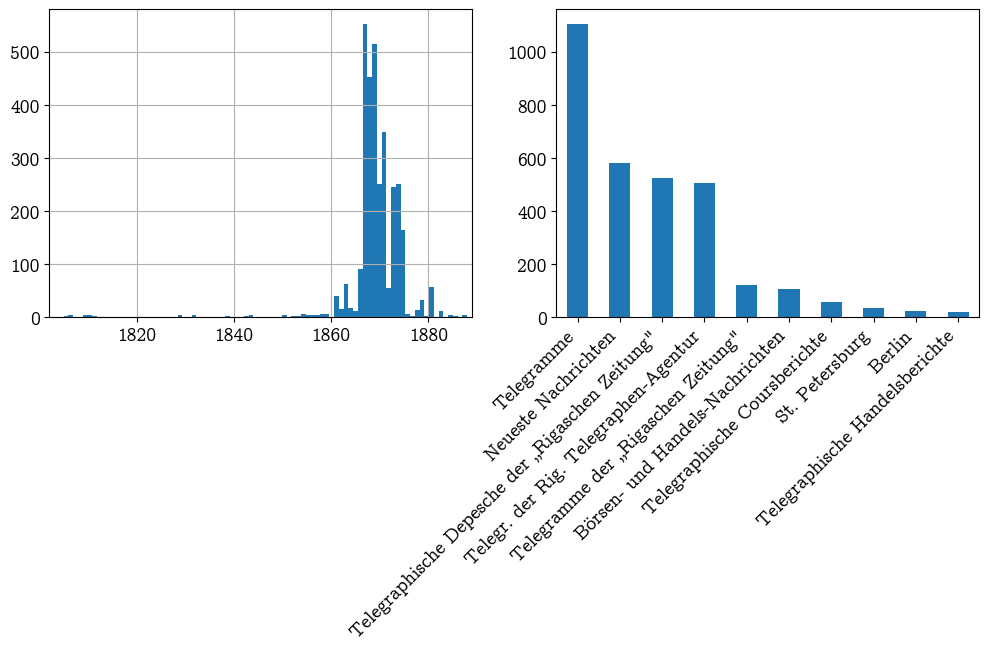 500
400
300
200
100
0
1820
1840
1860
1880
1000
800
600
400
200
0
Telegramme
Neueste Nachrichten
Telegraphische Depesche der „Rigaschen Zeitung"
Telegr. der Rig. Telegraphen-Agentur
Telegramme der „Rigaschen Zeitung"
Börsen- und Handels-Nachrichten
Telegraphische Coursberichte
St. Petersburg
Berlin
Telegraphische Handelsberichte